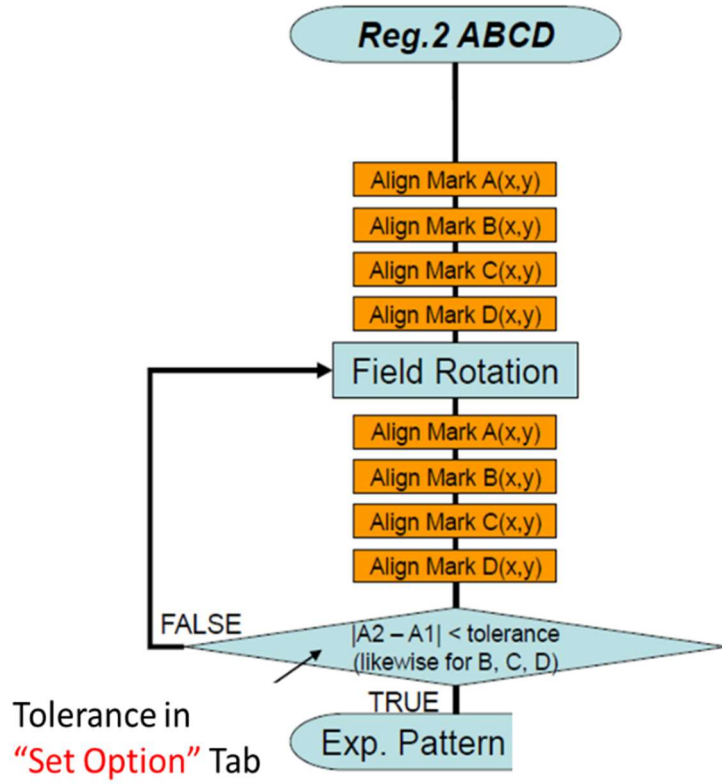 Reg.2 ABCD
Align Mark A(x,y)
Align Mark B(x,y)
Align Mark C(x,y)
Align Mark D(x,y)
Field Rotation
Align Mark A(x,y)
Align Mark B(x,y)
Align Mark C(x,y)
Align Mark D(x,y)
FALSE
|A2 – A1| < tolerance
(likewise for B, C, D)
TRUE
Tolerance in
“Set Option” Tab
Exp. Pattern